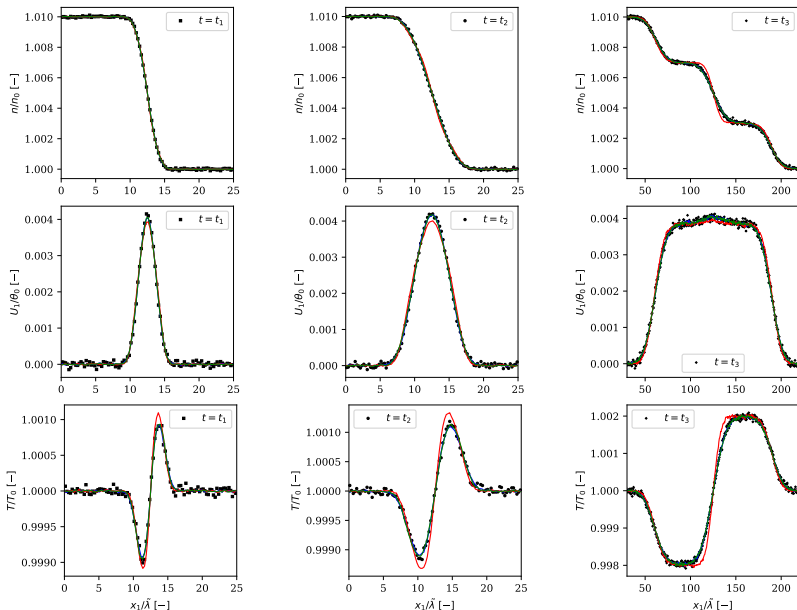 1.010
1.008
1.006
1.004
1.002
1.000
n/n₀ [−]
t = t₁
0 5 10 15 20 25
1.010
1.008
1.006
1.004
1.002
1.000
n/n₀ [−]
t = t₂
0 5 10 15 20 25
1.010
1.008
1.006
1.004
1.002
1.000
n/n₀ [−]
t = t₃
50 100 150 200
0.004
0.003
0.002
0.001
0.000
U₁/θ₀ [−]
t = t₁
0 5 10 15 20 25
0.004
0.003
0.002
0.001
0.000
U₁/θ₀ [−]
t = t₂
0 5 10 15 20 25
0.004
0.003
0.002
0.001
0.000
U₁/θ₀ [−]
t = t₃
50 100 150 200
1.0010
1.0005
1.0000
0.9995
0.9990
T/T₀ [−]
t = t₁
0 5 10 15 20 25
x₁/λ̃ [−]
1.0010
1.0005
1.0000
0.9995
0.9990
T/T₀ [−]
t = t₂
0 5 10 15 20 25
x₁/λ̃ [−]
1.002
1.001
1.000
0.999
0.998
T/T₀ [−]
t = t₃
50 100 150 200
x₁/λ̃ [−]